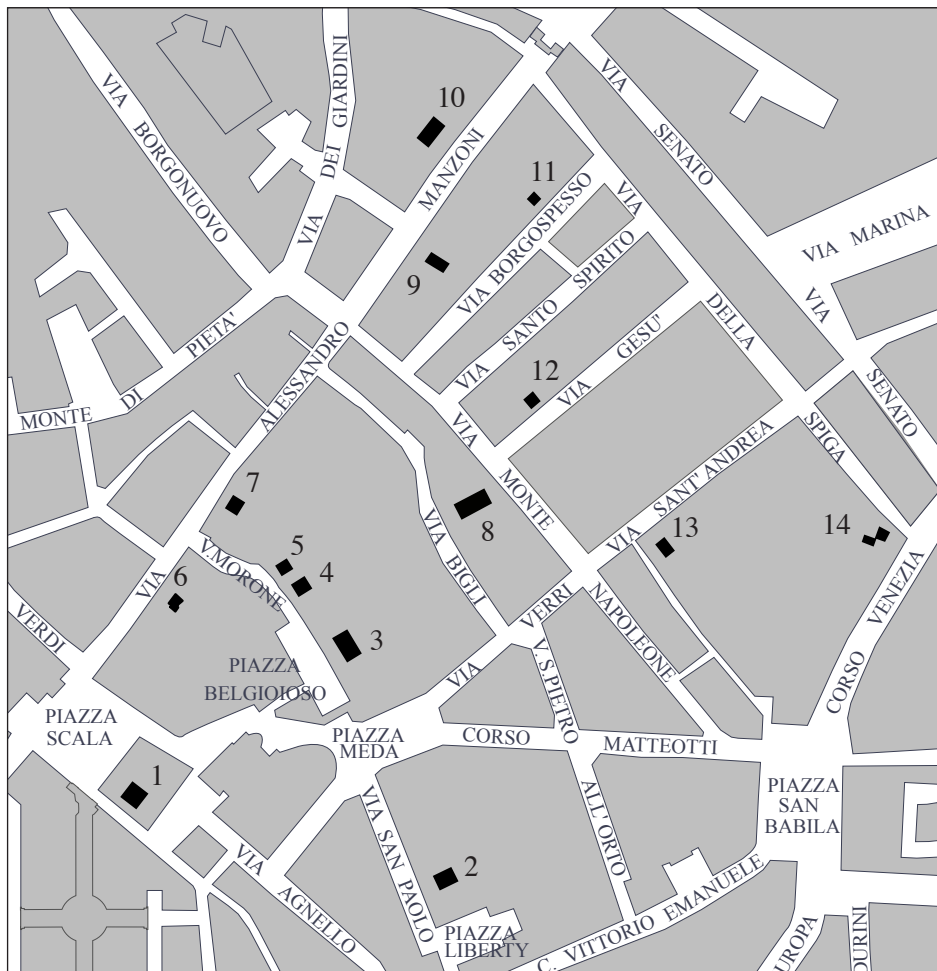 VIA BORGONUOVO
VIA DEI GIARDINI
10
MANZONI
VIA SENATO
11
VIA BORGOSPESSO
VIA
VIA MARINA
9
VIA SANTO SPIRITO
DELLA
VIA
MONTE DI PIETA'
ALESSANDRO
12
VIA GESU'
SENATO
SPIGA
VIA MONTE
7
8
VIA SANT' ANDREA
13
14
VIA BIGLI
5
4
V.MORONE
VIA
6
3
VERRI
NAPOLEONE
CORSO VENEZIA
VERDI
PIAZZA
BELGIOIOSO
VIA
V. S.PIETRO
PIAZZA
SCALA
PIAZZA
MEDA
CORSO MATTEOTTI
1
PIAZZA
SAN
BABILA
VIA SAN PAOLO
ALL' ORTO
2
VIA AGNELLO
PIAZZA
LIBERTY
C. VITTORIO EMANUELE
UROPA
DURINI